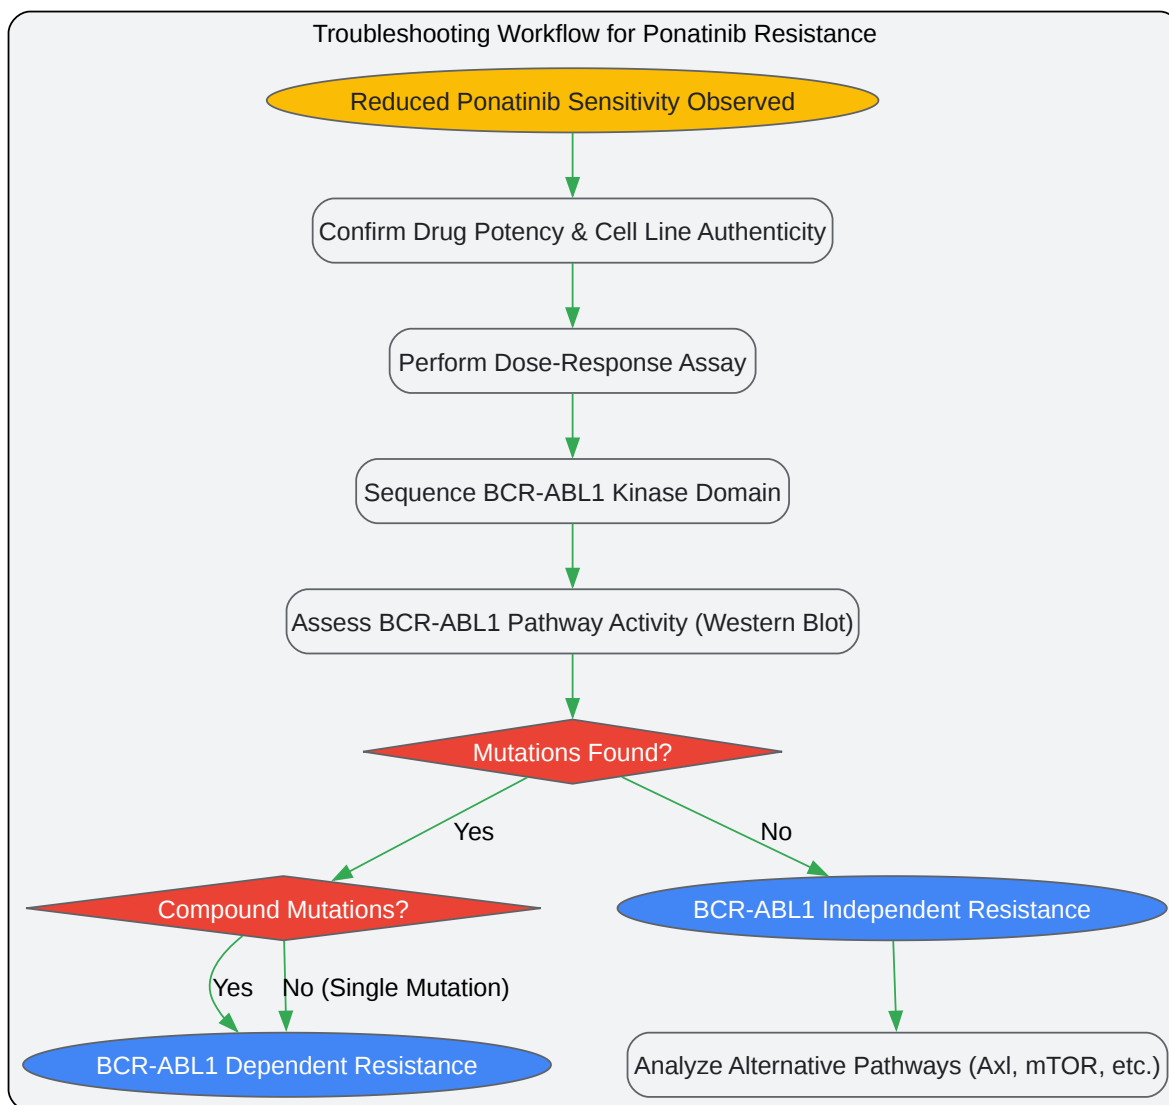 Troubleshooting Workflow for Ponatinib Resistance
Reduced Ponatinib Sensitivity Observed
Confirm Drug Potency & Cell Line Authenticity
Perform Dose-Response Assay
Sequence BCR-ABL1 Kinase Domain
Assess BCR-ABL1 Pathway Activity (Western Blot)
Mutations Found?
Yes
No
Compound Mutations?
BCR-ABL1 Independent Resistance
Yes
No (Single Mutation)
BCR-ABL1 Dependent Resistance
Analyze Alternative Pathways (Axl, mTOR, etc.)